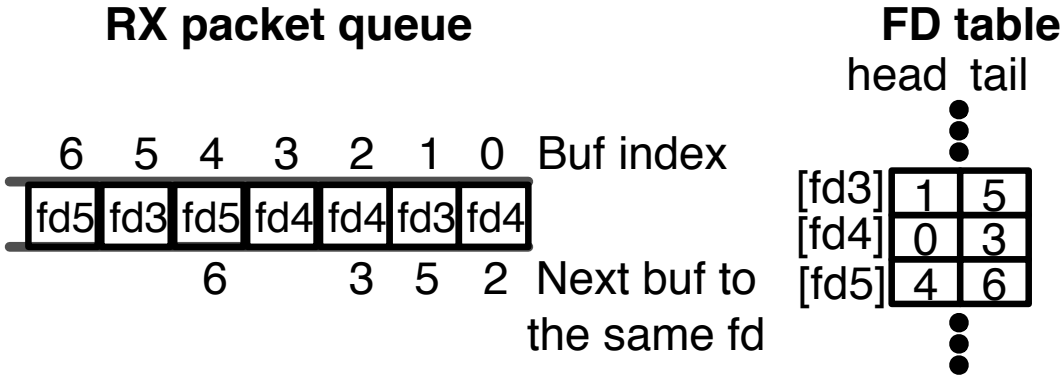 RX packet queue
FD table
head tail
6 5 4 3 2 1 0 Buf index
fd5 fd3 fd5 fd4 fd4 fd3 fd4
6 3 5 2 Next buf to
the same fd
[fd3] 1 5
[fd4] 0 3
[fd5] 4 6